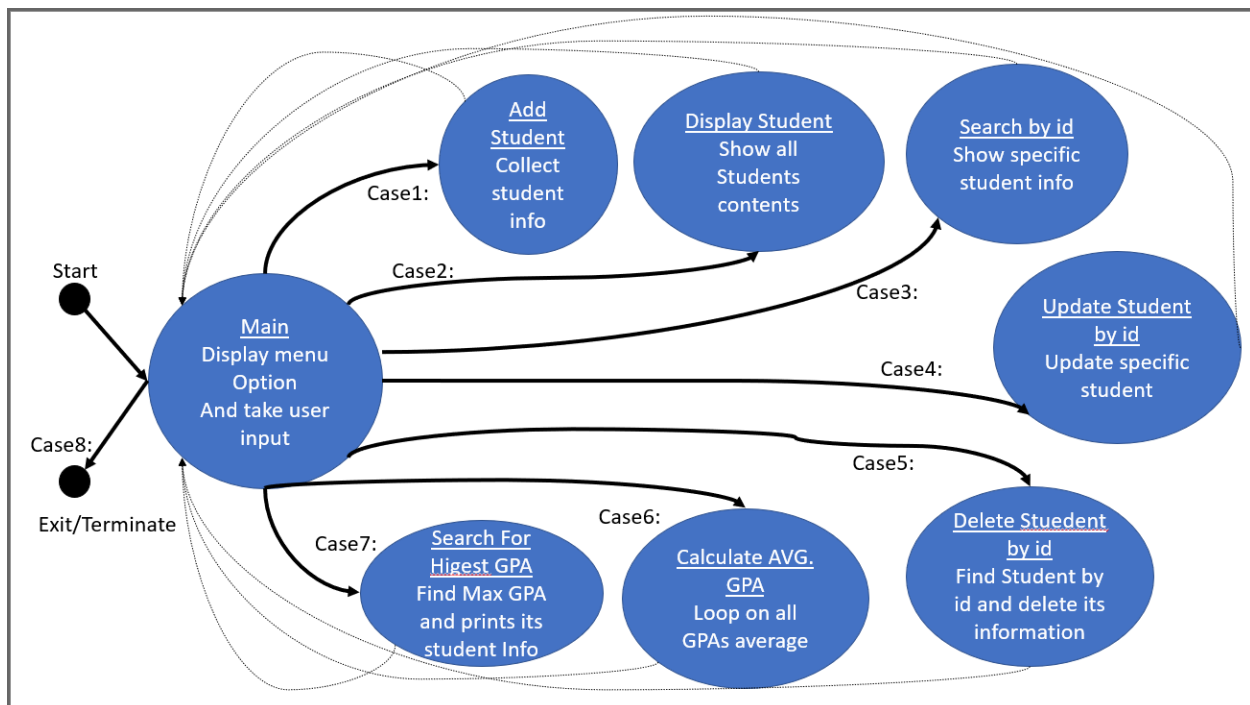 Add
Student
Collect
student
info
Display Student
Show all
Students
contents
Search by id
Show specific
student info
Case1:
Case2:
Case3:
Start
Main
Display menu
Option
And take user
input
Update Student
by id
Update specific
student
Case4:
Case8:
Exit/Terminate
Case5:
Case6:
Case7:
Search For
Higest GPA
Find Max GPA
and prints its
student Info
Calculate AVG.
GPA
Loop on all
GPAs average
Delete Stuedent
by id
Find Student by
id and delete its
information